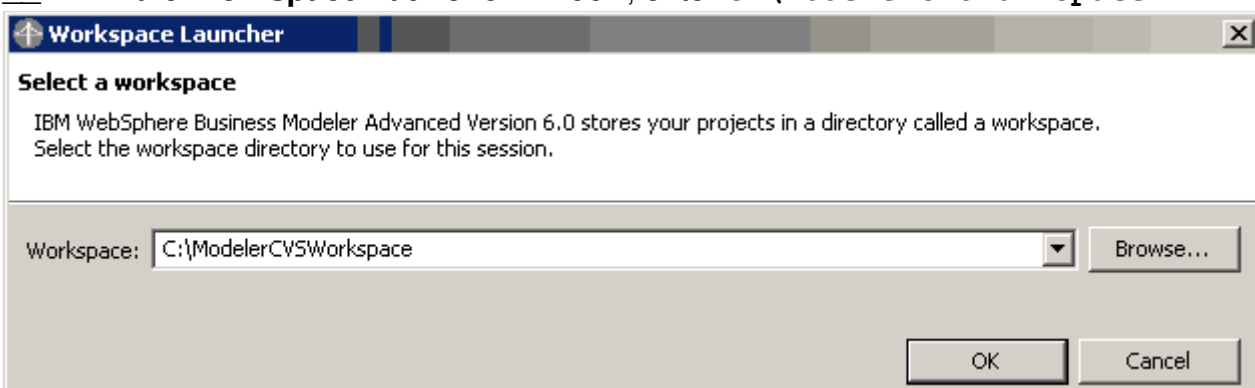 Workspace Launcher
Select a workspace
IBM WebSphere Business Modeler Advanced Version 6.0 stores your projects in a directory called a workspace.
Select the workspace directory to use for this session.
Workspace: C:\ModelerCVSWorkspace Browse...
OK Cancel